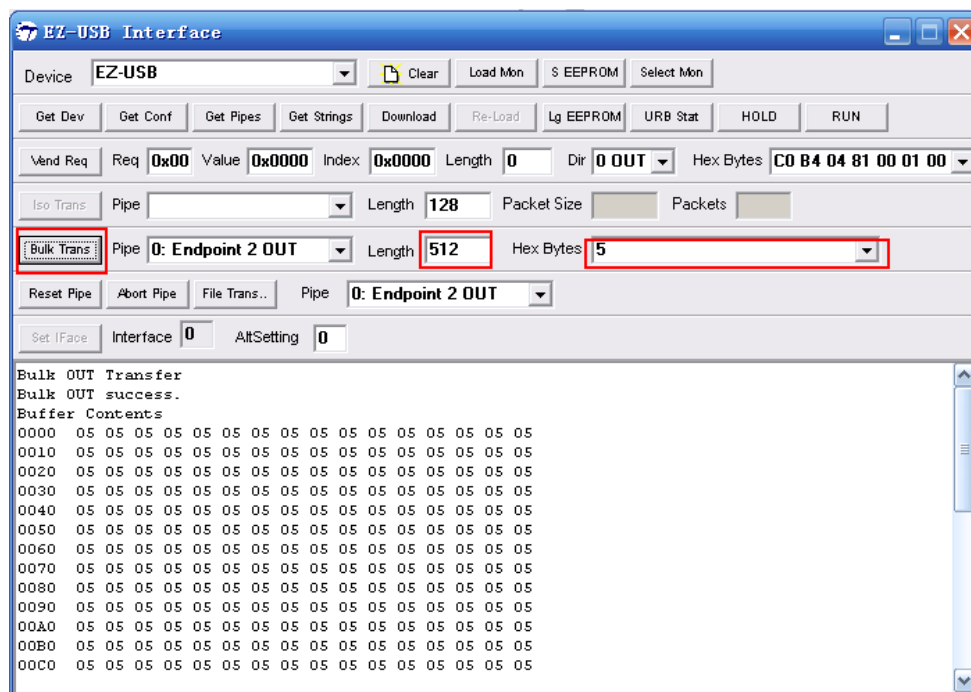 EZ-USB Interface
Device EZ-USB Clear Load Mon S EEPROM Select Mon
Get Dev Get Conf Get Pipes Get Strings Download Re-Load Lg EEPROM URB Stat HOLD RUN
Vend Req Req 0x00 Value 0x0000 Index 0x0000 Length 0 Dir 0 OUT Hex Bytes C0 B4 04 81 00 01 00
Iso Trans Pipe Length 128 Packet Size Packets
Bulk Trans Pipe 0: Endpoint 2 OUT Length 512 Hex Bytes 5
Reset Pipe Abort Pipe File Trans.. Pipe 0: Endpoint 2 OUT
Set IFace Interface 0 AltSetting 0
Bulk OUT Transfer
Bulk OUT success.
Buffer Contents
0000 05 05 05 05 05 05 05 05 05 05 05 05 05 05 05 05
0010 05 05 05 05 05 05 05 05 05 05 05 05 05 05 05 05
0020 05 05 05 05 05 05 05 05 05 05 05 05 05 05 05 05
0030 05 05 05 05 05 05 05 05 05 05 05 05 05 05 05 05
0040 05 05 05 05 05 05 05 05 05 05 05 05 05 05 05 05
0050 05 05 05 05 05 05 05 05 05 05 05 05 05 05 05 05
0060 05 05 05 05 05 05 05 05 05 05 05 05 05 05 05 05
0070 05 05 05 05 05 05 05 05 05 05 05 05 05 05 05 05
0080 05 05 05 05 05 05 05 05 05 05 05 05 05 05 05 05
0090 05 05 05 05 05 05 05 05 05 05 05 05 05 05 05 05
00A0 05 05 05 05 05 05 05 05 05 05 05 05 05 05 05 05
00B0 05 05 05 05 05 05 05 05 05 05 05 05 05 05 05 05
00C0 05 05 05 05 05 05 05 05 05 05 05 05 05 05 05 05